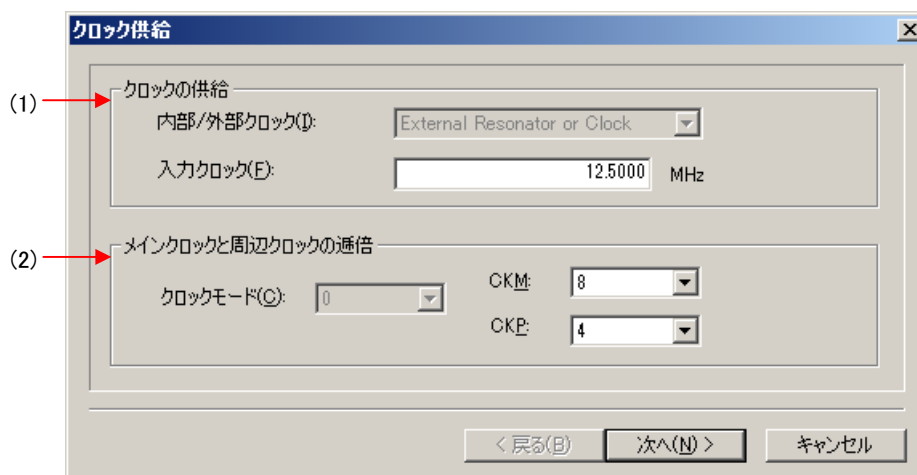 クロック供給
(1)
クロックの供給
内部/外部クロック(I):
External Resonator or Clock
入力クロック(F):
12.5000 MHz
(2)
メインクロックと周辺クロックの逓倍
クロックモード(C):
0
CKM:
8
CKP:
4
< 戻る(B)
次へ(N) >
キャンセル